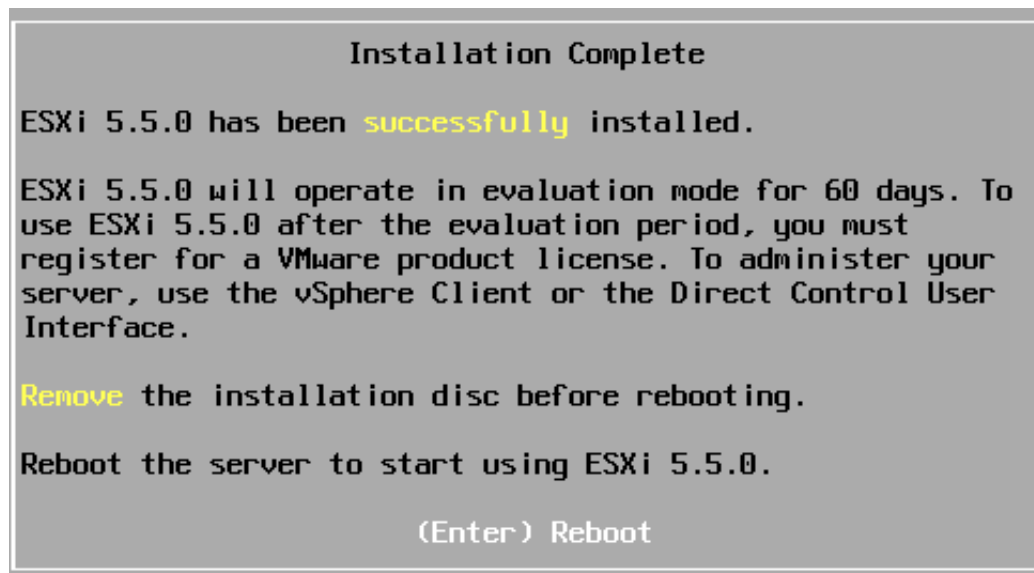 Installation Complete
ESXi 5.5.0 has been successfully installed.
ESXi 5.5.0 will operate in evaluation mode for 60 days. To
use ESXi 5.5.0 after the evaluation period, you must
register for a VMware product license. To administer your
server, use the vSphere Client or the Direct Control User
Interface.
Remove the installation disc before rebooting.
Reboot the server to start using ESXi 5.5.0.
(Enter) Reboot